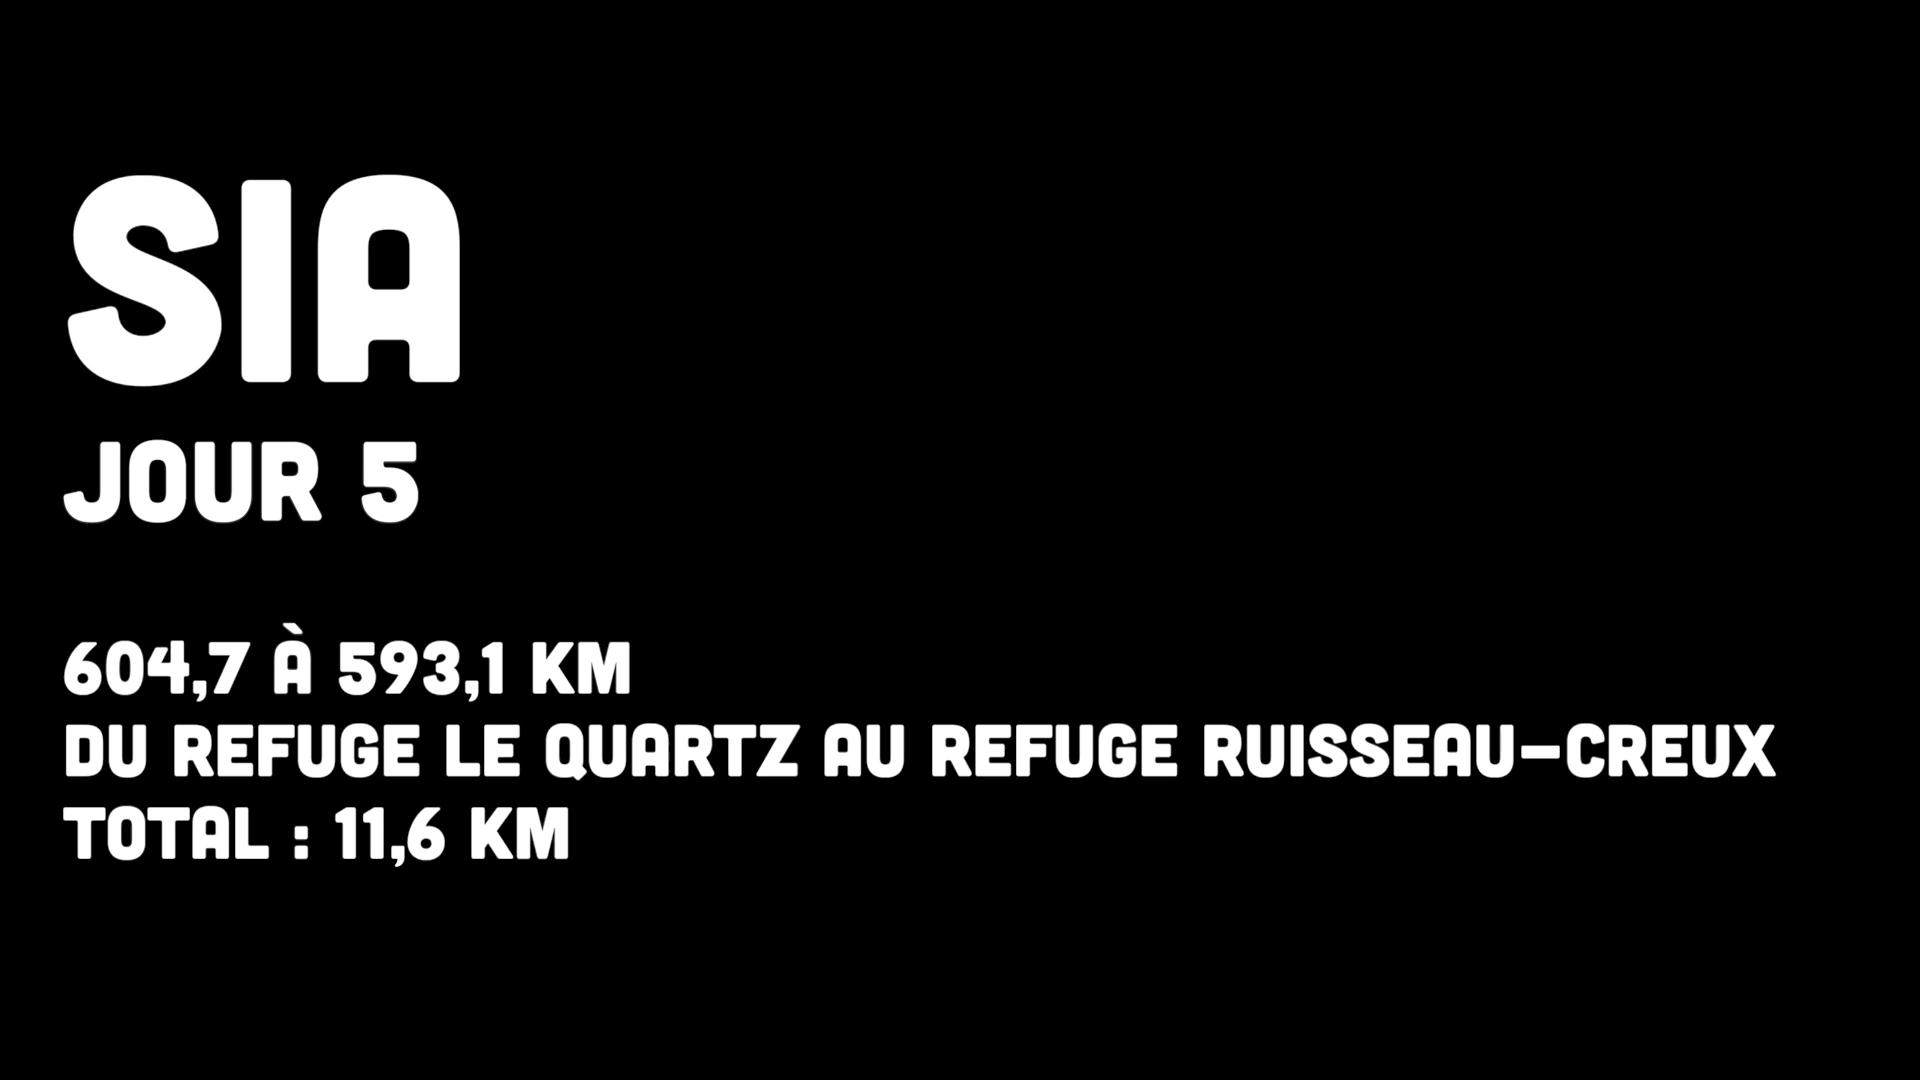 SIA
JOUR 5
604,7 À 593,1 KM
DU REFUGE LE QUARTZ AU REFUGE RUISSEAU-CREUX
TOTAL : 11,6 KM